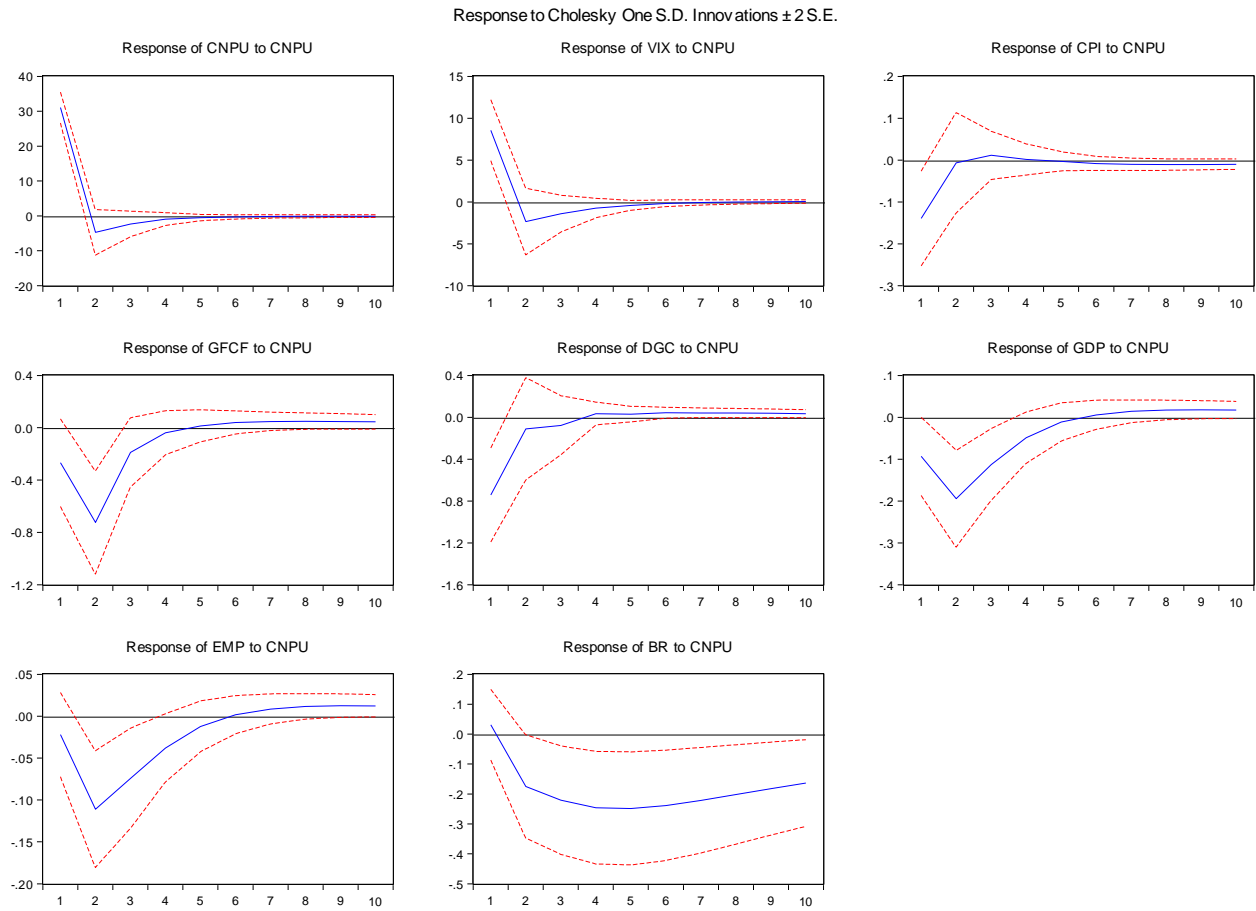 Response to Cholesky One S.D. Innovations ± 2 S.E.
Response of CNPU to CNPU
40
30
20
10
0
-10
-20
1 2 3 4 5 6 7 8 9 10
Response of VIX to CNPU
15
10
5
0
-5
-10
1 2 3 4 5 6 7 8 9 10
Response of CPI to CNPU
.2
.1
.0
-.1
-.2
-.3
1 2 3 4 5 6 7 8 9 10
Response of GFCF to CNPU
0.4
0.0
-0.4
-0.8
-1.2
1 2 3 4 5 6 7 8 9 10
Response of DGC to CNPU
0.4
0.0
-0.4
-0.8
-1.2
-1.6
1 2 3 4 5 6 7 8 9 10
Response of GDP to CNPU
.1
.0
-.1
-.2
-.3
-.4
1 2 3 4 5 6 7 8 9 10
Response of EMP to CNPU
.05
.00
-.05
-.10
-.15
-.20
1 2 3 4 5 6 7 8 9 10
Response of BR to CNPU
.2
.1
.0
-.1
-.2
-.3
-.4
-.5
1 2 3 4 5 6 7 8 9 10